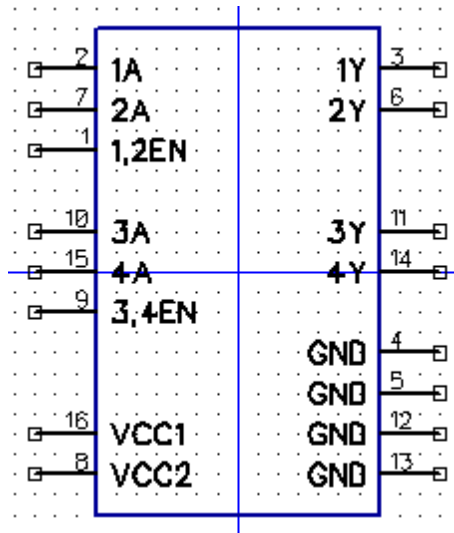 2 1A 1Y 3
7 2A 2Y 6
1 1,2EN
10 3A 3Y 11
15 4A 4Y 14
9 3,4EN
GND 4
GND 5
16 VCC1 GND 12
8 VCC2 GND 13